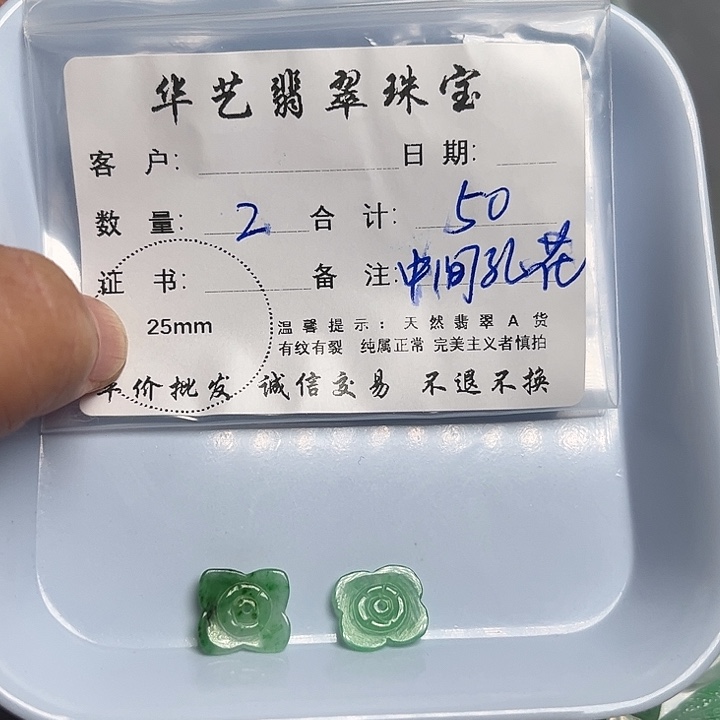 华艺翡翠珠宝
客 户： 日 期：
数 量：2 合 计：50
证 书： 备 注：中间孔花
25mm 温馨提示：天然翡翠A货
有纹有裂 纯属正常 完美主义者慎拍
价批发 诚信交易 不退不换